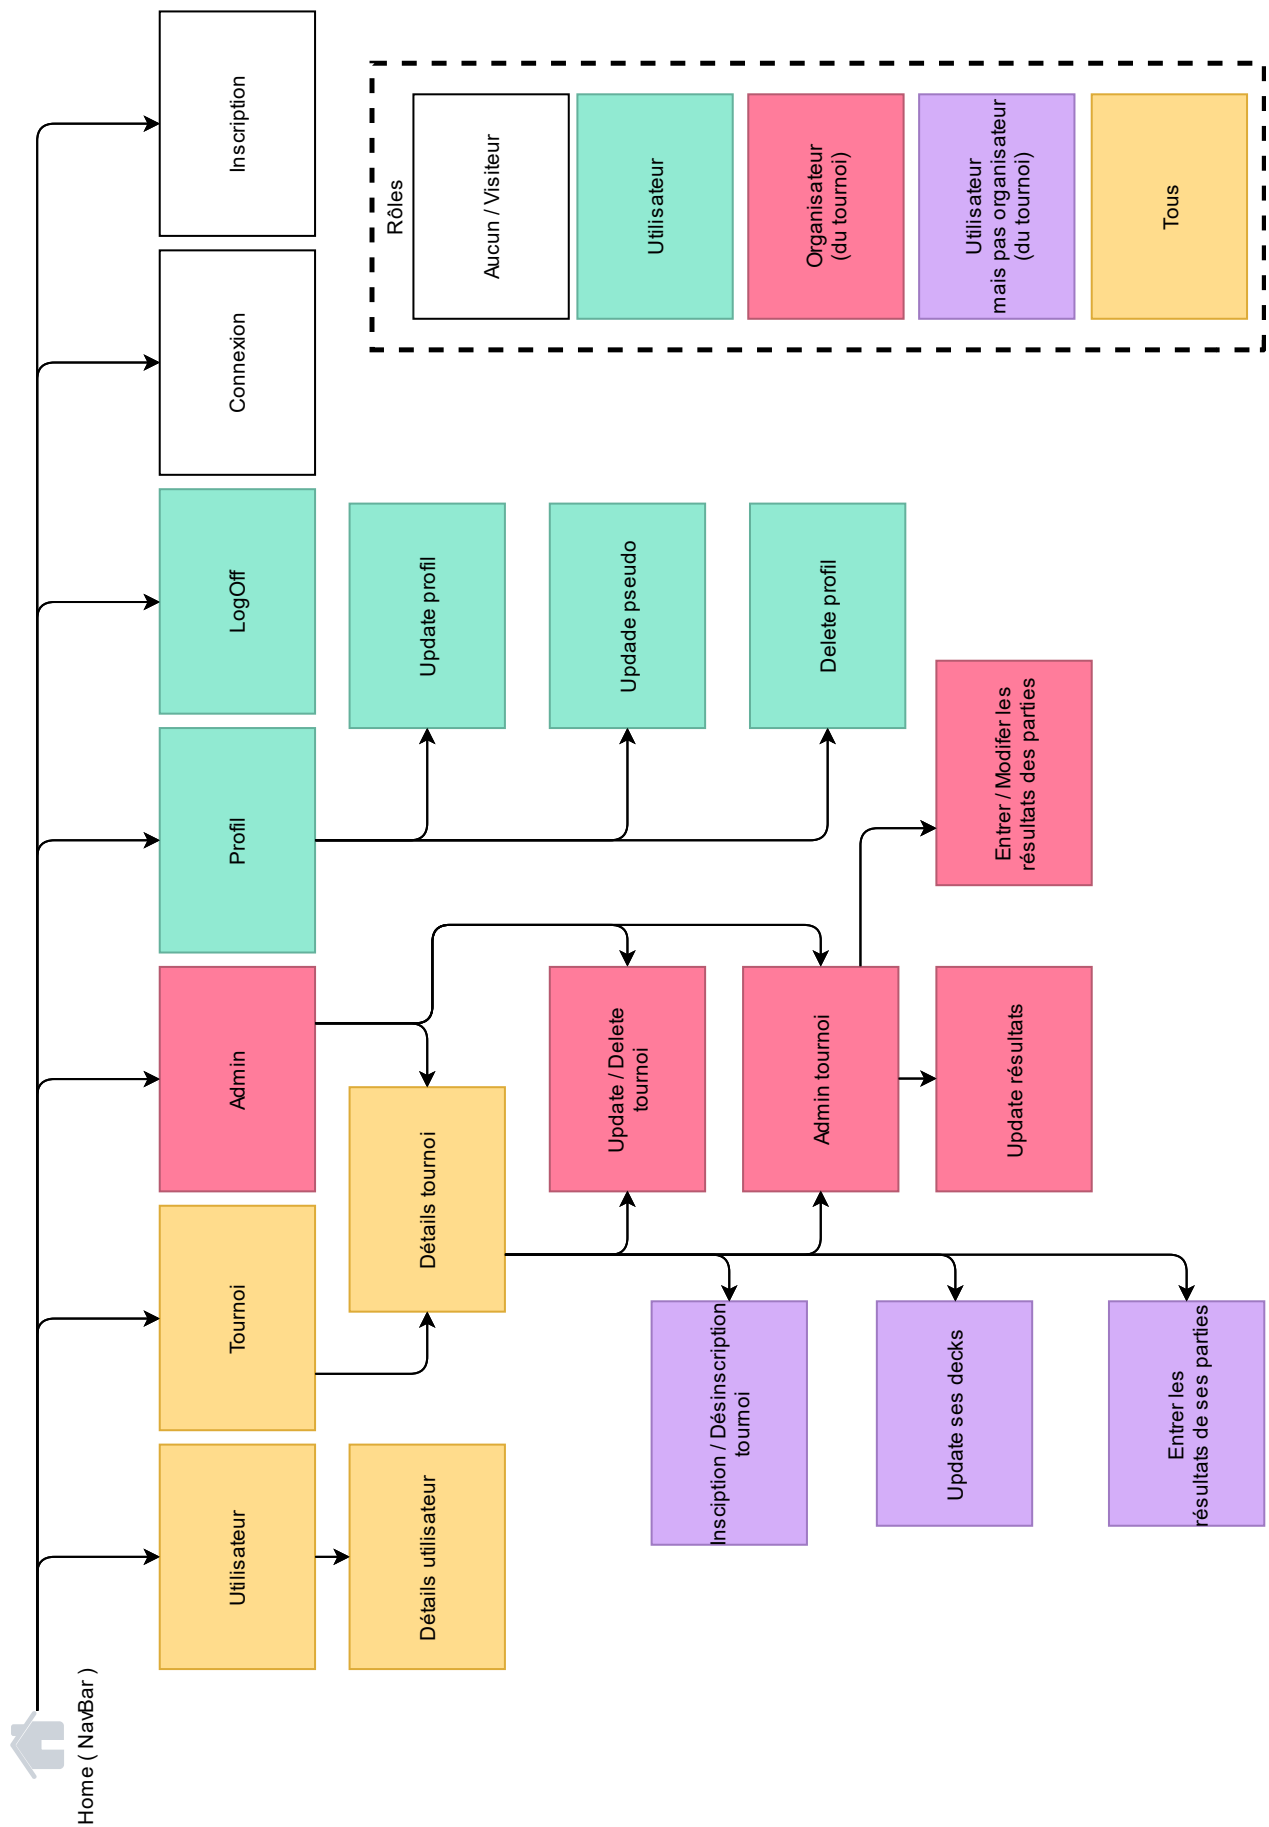 Home ( NavBar )
Utilisateur
Tournoi
Admin
Profil
LogOff
Connexion
Inscription
Détails utilisateur
Détails tournoi
Update profil
Updade pseudo
Delete profil
Update / Delete
tournoi
Admin tournoi
Entrer / Modifer les
résultats des parties
Update résultats
Insciption / Désinscription
tournoi
Update ses decks
Entrer les
résultats de ses parties
Rôles
Aucun / Visiteur
Utilisateur
Organisateur
(du tournoi)
Utilisateur
mais pas organisateur
(du tournoi)
Tous